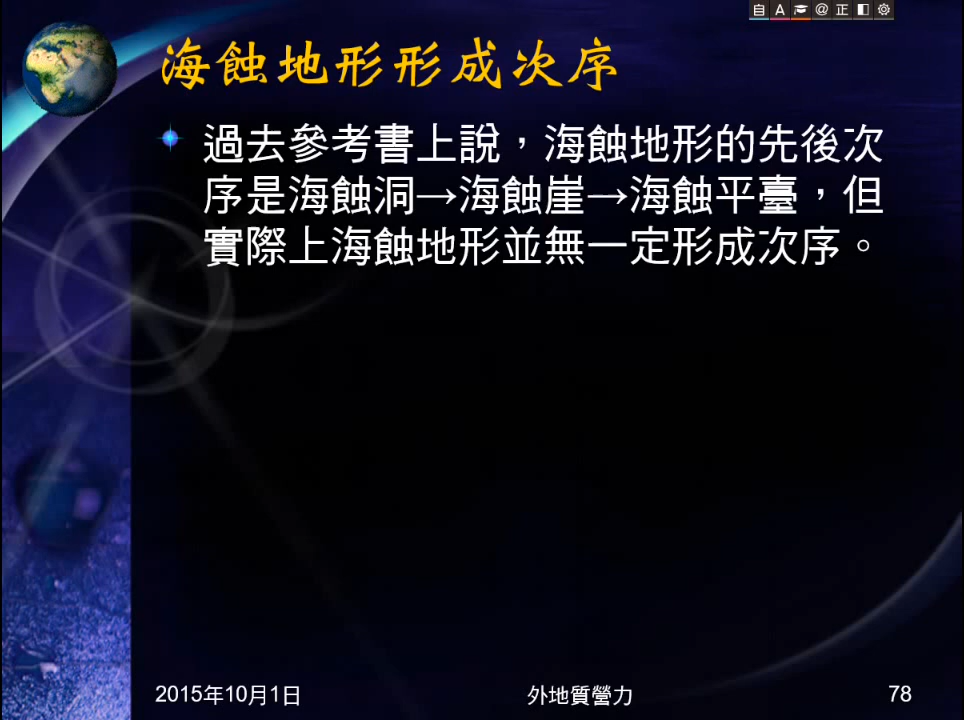 自 A @ 正
海蝕地形形成次序
過去參考書上說，海蝕地形的先後次
序是海蝕洞→海蝕崖→海蝕平臺，但
實際上海蝕地形並無一定形成次序。
2015年10月1日 外地質營力 78